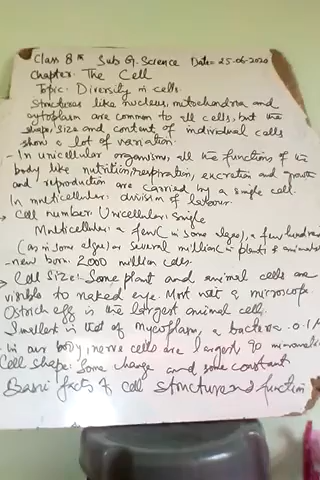 Class 8th Sub G. Science Date = 25-06-2020
Chapter: The Cell
Topic: Diversity in cells.
Structures like nucleus, mitochondria and
cytoplasm are common to all cells, but the
shape, size and content of individual cells
show a lot of variation.
- In unicellular organisms, all the functions of the
body like nutrition, respiration, excretion and growth
and reproduction are carried by a single cell.
In multicellular: division of labour.
Cell number: Unicellular: single
Multicellular: a few (in some algae), a few hundred
(as in some algae) or several million (in plants & animals
- new born: 2000 million cells.
Cell Size:- Some plant and animal cells are
visible to naked eye. Most with a microscope.
Ostrich egg is the largest animal cell.
Smallest is that of mycoplasm, a bacteria. 0.1
- In our body, nerve cells are largest, 90
Cell shape: Some change and some constant
Basic facts of cell structure and function